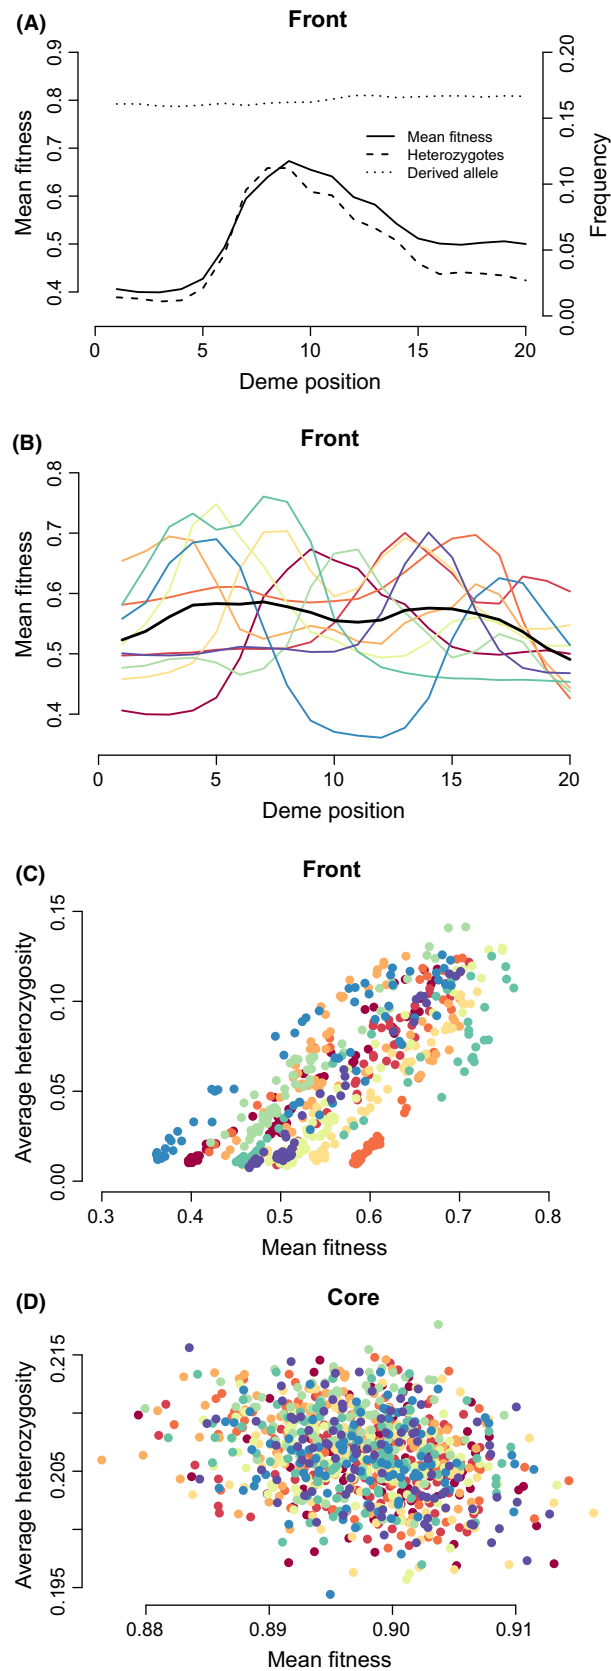 (A)
Front
Mean fitness
0.4 0.5 0.6 0.7 0.8 0.9
Mean fitness
Heterozygotes
Derived allele
Frequency
0.00 0.05 0.10 0.15 0.20
0 5 10 15 20
Deme position
(B)
Front
Mean fitness
0.4 0.5 0.6 0.7 0.8
0 5 10 15 20
Deme position
(C)
Front
Average heterozygosity
0.00 0.05 0.10 0.15
0.3 0.4 0.5 0.6 0.7 0.8
Mean fitness
(D)
Core
Average heterozygosity
0.195 0.205 0.215
0.88 0.89 0.90 0.91
Mean fitness